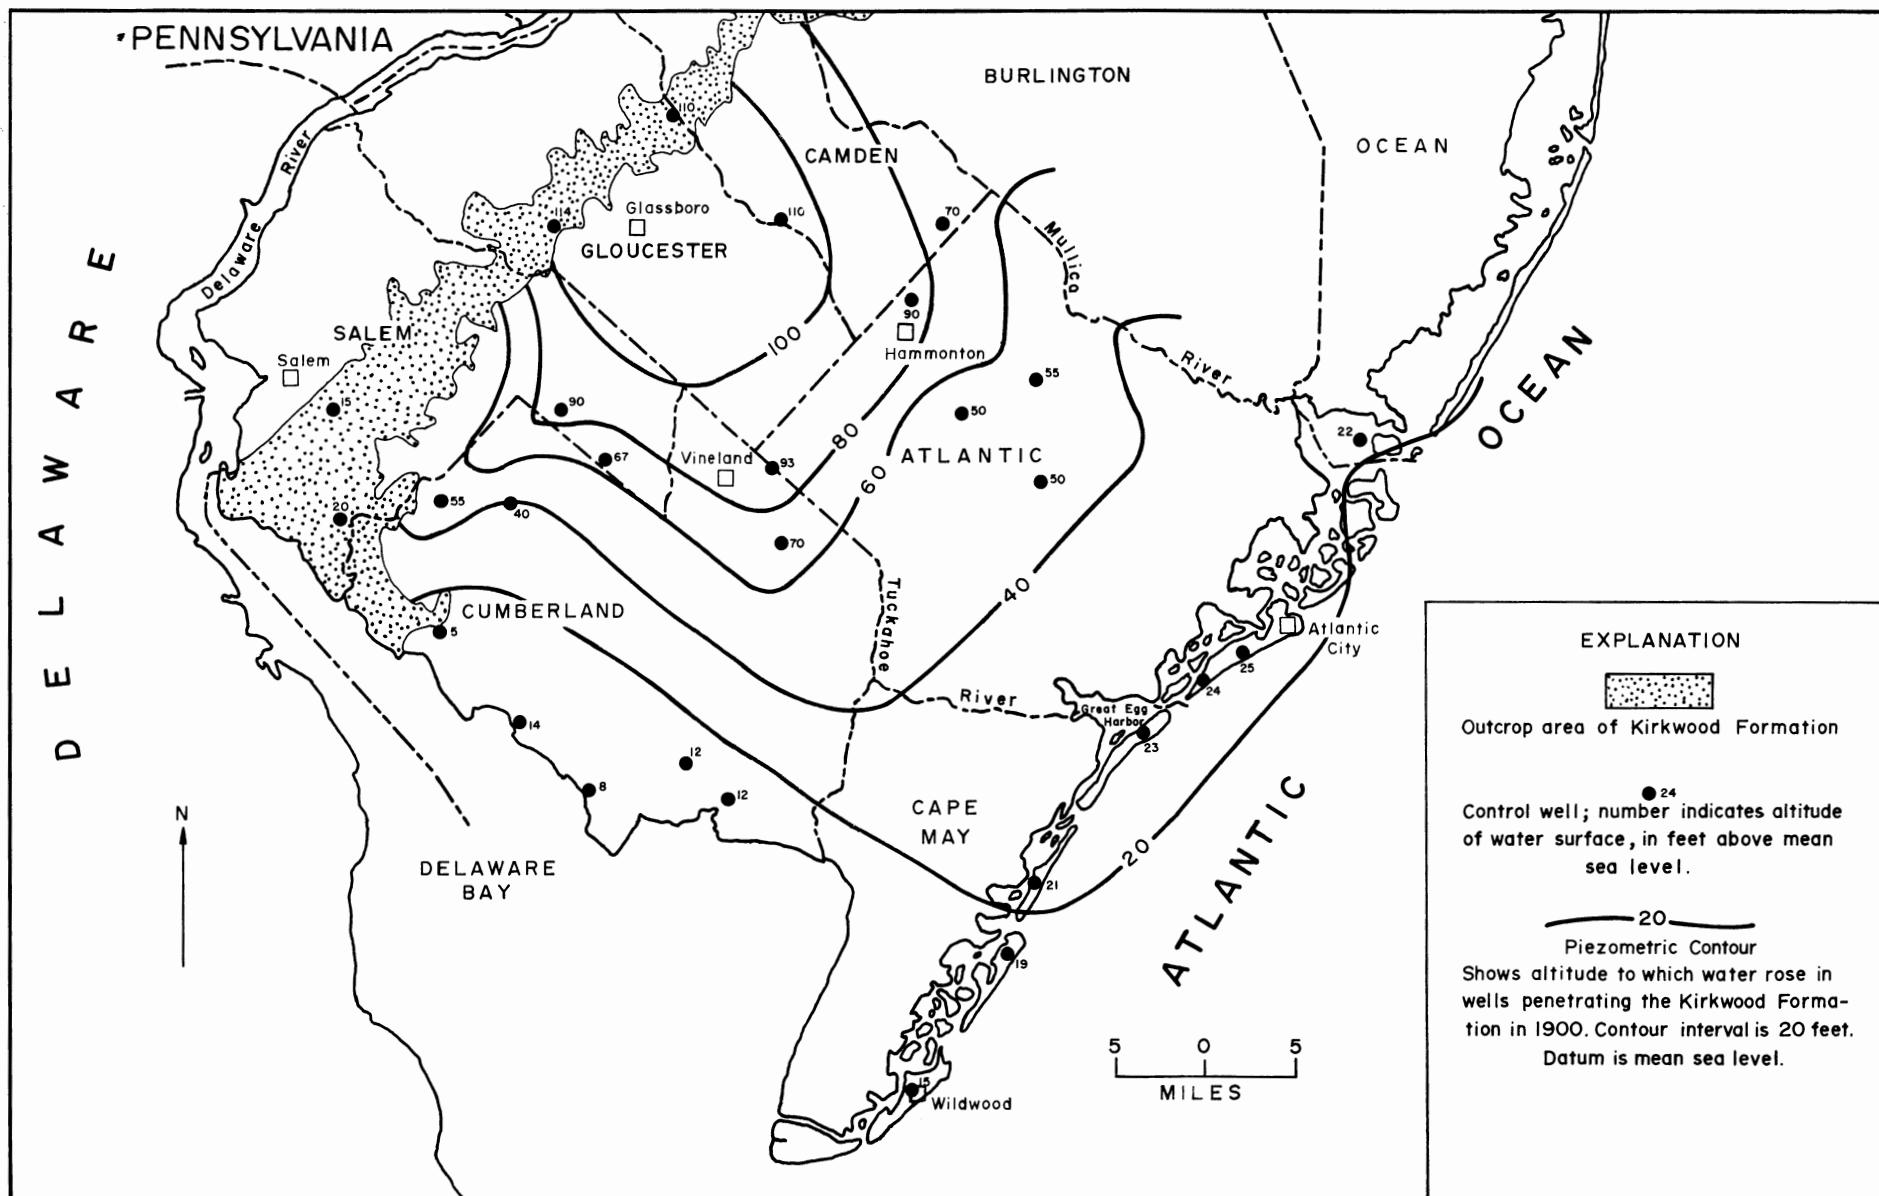 PENNSYLVANIA
BURLINGTON
110
River
OCEAN
CAMDEN
Glassboro
114
110
70
GLOUCESTER
Mullica
Delaware
DELAWARE
90
SALEM
100
Hammonton
Salem
River
OCEAN
55
15
90
50
80
22
67
Vineland
93
ATLANTIC
60
50
55
40
20
70
40
Tuckahoe
CUMBERLAND
5
Atlantic
City
25
24
River
Great Egg
Harbor
23
14
12
8
12
CAPE
MAY
ATLANTIC
20
DELAWARE
BAY
21
N
19
15
Wildwood
5 0 5
MILES
EXPLANATION
Outcrop area of Kirkwood Formation
24
Control well; number indicates altitude
of water surface, in feet above mean
sea level.
20
Piezometric Contour
Shows altitude to which water rose in
wells penetrating the Kirkwood Forma-
tion in 1900. Contour interval is 20 feet.
Datum is mean sea level.